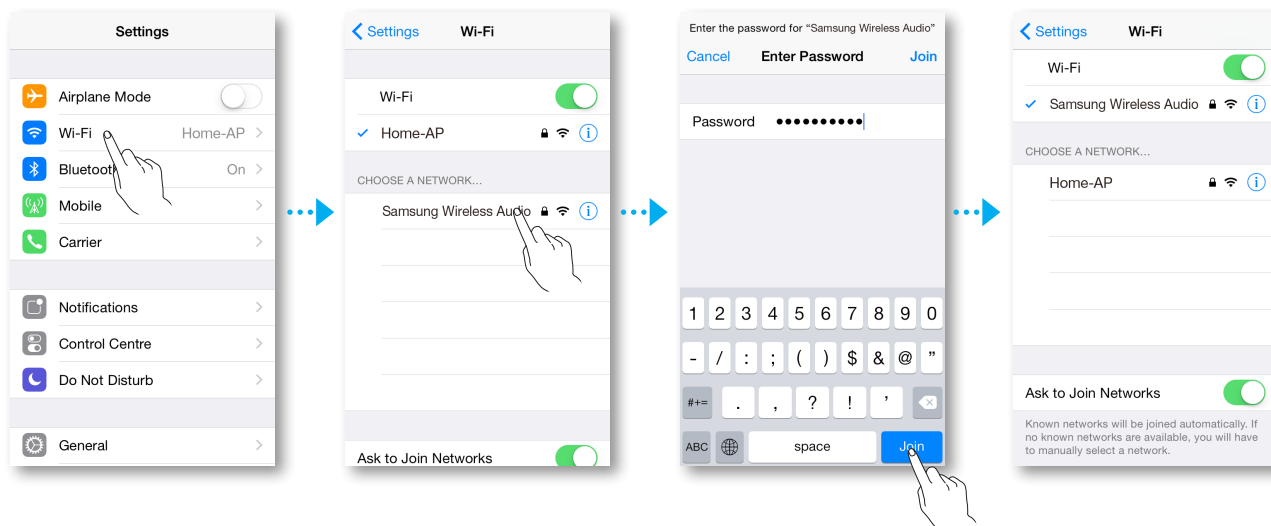 Settings
Airplane Mode
Wi-Fi Home-AP
Bluetoot On
Mobile
Carrier
Notifications
Control Centre
Do Not Disturb
General
Settings Wi-Fi
Wi-Fi
Home-AP
CHOOSE A NETWORK...
Samsung Wireless Audio
Ask to Join Networks
Enter the password for “Samsung Wireless Audio”
Cancel Enter Password Join
Password ●●●●●●●●●●
1 2 3 4 5 6 7 8 9 0
- / : ; ( ) $ & @ ”
#+= . , ? ! ’
ABC space Join
Settings Wi-Fi
Wi-Fi
Samsung Wireless Audio
CHOOSE A NETWORK...
Home-AP
Ask to Join Networks
Known networks will be joined automatically. If
no known networks are available, you will have
to manually select a network.